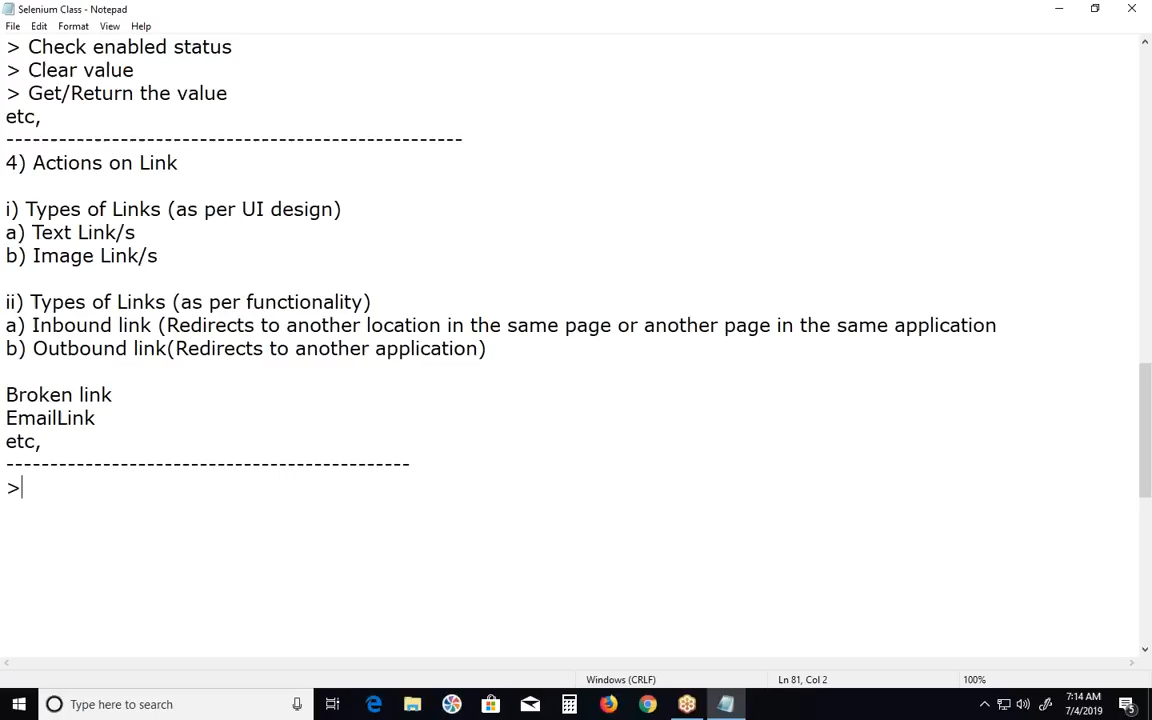 Selenium Class - Notepad
File Edit Format View Help
> Check enabled status
> Clear value
> Get/Return the value
etc,
----------------------------------------------------
4) Actions on Link
i) Types of Links (as per UI design)
a) Text Link/s
b) Image Link/s
ii) Types of Links (as per functionality)
a) Inbound link (Redirects to another location in the same page or another page in the same application
b) Outbound link(Redirects to another application)
Broken link
EmailLink
etc,
----------------------------------------------
>
Windows (CRLF) Ln 81, Col 2 100%
Type here to search
7:14 AM
7/4/2019
5